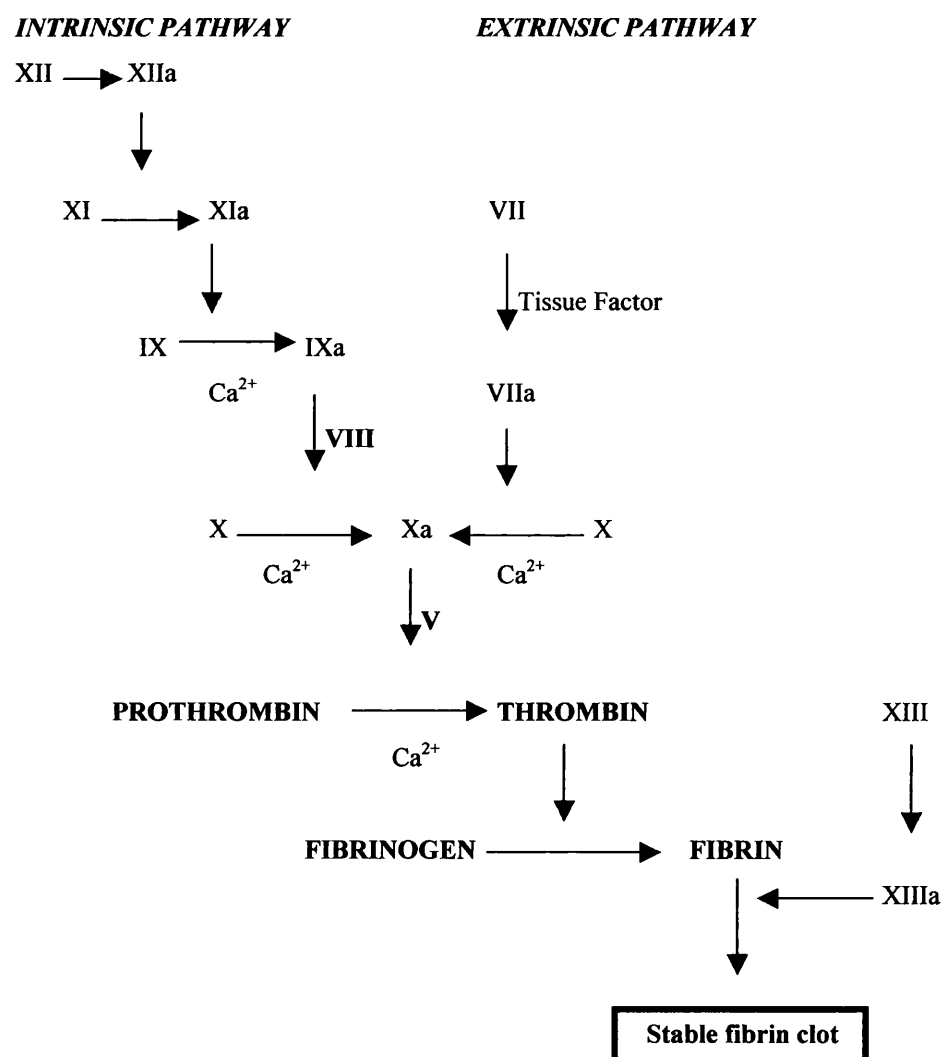 INTRINSIC PATHWAY EXTRINSIC PATHWAY
XII XIIa
XI XIa VII
Tissue Factor
IX IXa
Ca²⁺ VIIa
VIII
X Xa X
Ca²⁺ Ca²⁺
V
PROTHROMBIN THROMBIN XIII
Ca²⁺
FIBRINOGEN FIBRIN
XIIIa
Stable fibrin clot